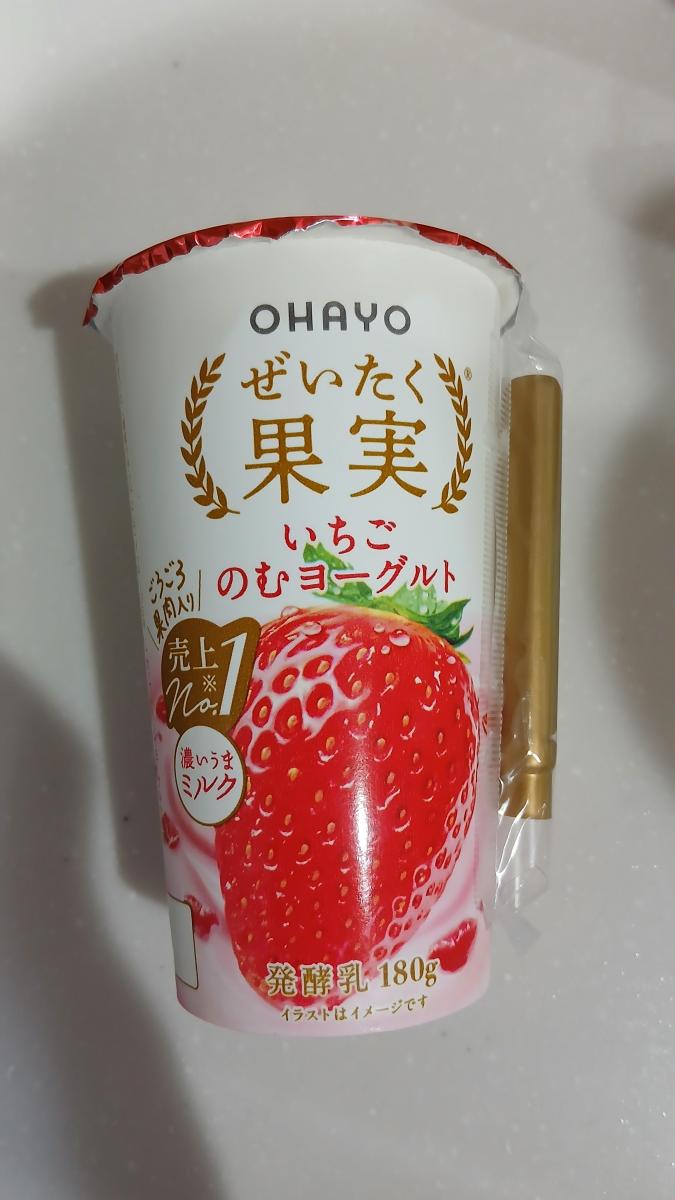 OHAYO
ぜいたく
果実
®
いちご
のむヨーグルト
ごろごろ
果肉入り
売上
※
No.1
濃いうま
ミルク
発酵乳 180g
イラストはイメージです